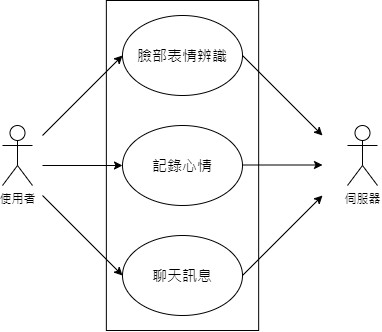 臉部表情辨識
記錄心情
使用者
伺服器
聊天訊息